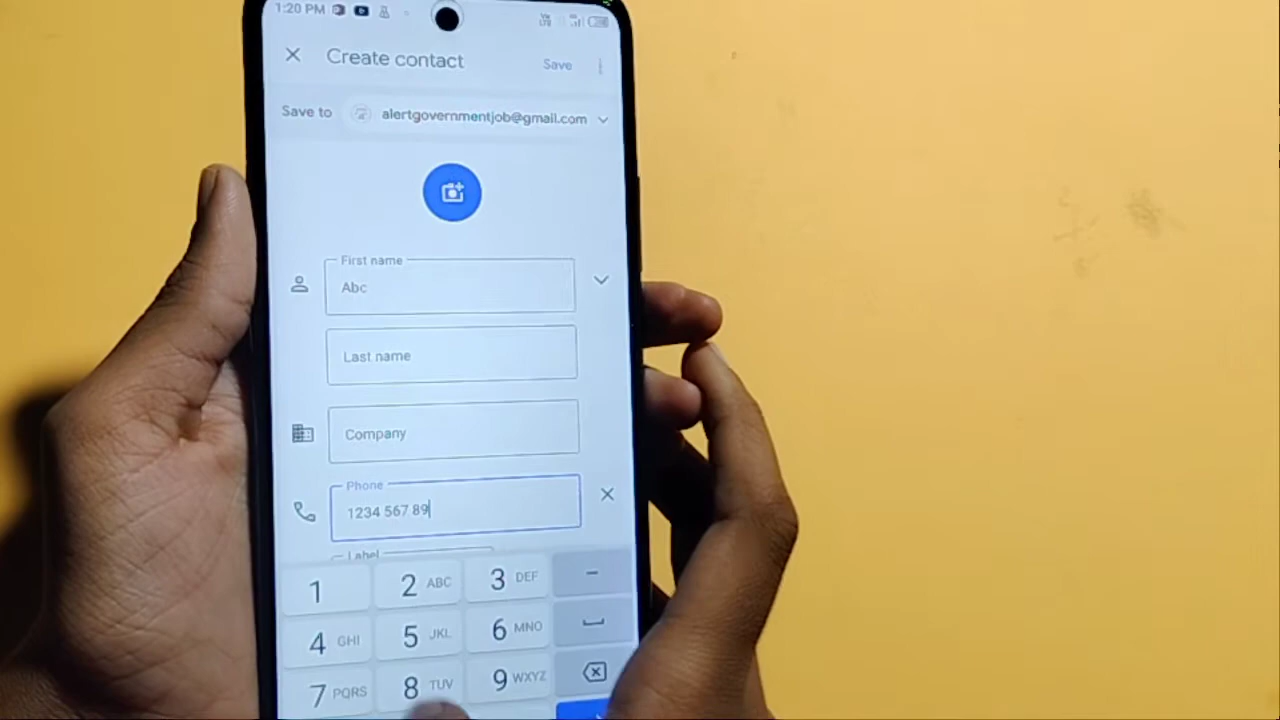 1:20 PM
Create contact
Save
Save to
alertgovernmentjob@gmail.com
First name
Abc
Last name
Company
Phone
1234 567 89
Label
1
2 ABC
3 DEF
4 GHI
5 JKL
6 MNO
7 PQRS
8 TUV
9 WXYZ